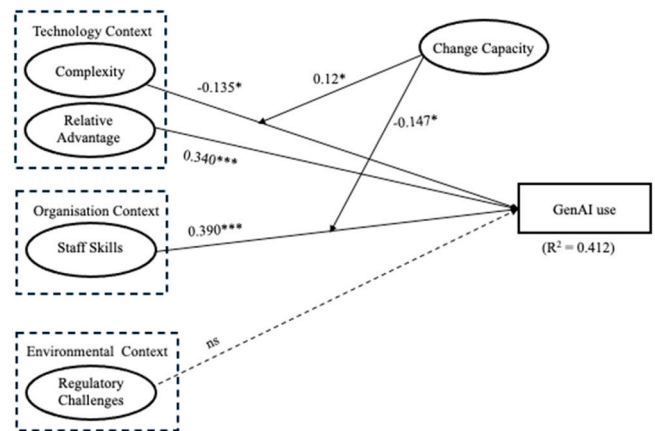 Technology Context
Complexity
Relative
Advantage
-0.135*
0.12*
Change Capacity
-0.147*
0.340***
Organisation Context
Staff Skills
0.390***
GenAI use
(R² = 0.412)
Environmental Context
Regulatory
Challenges
ns